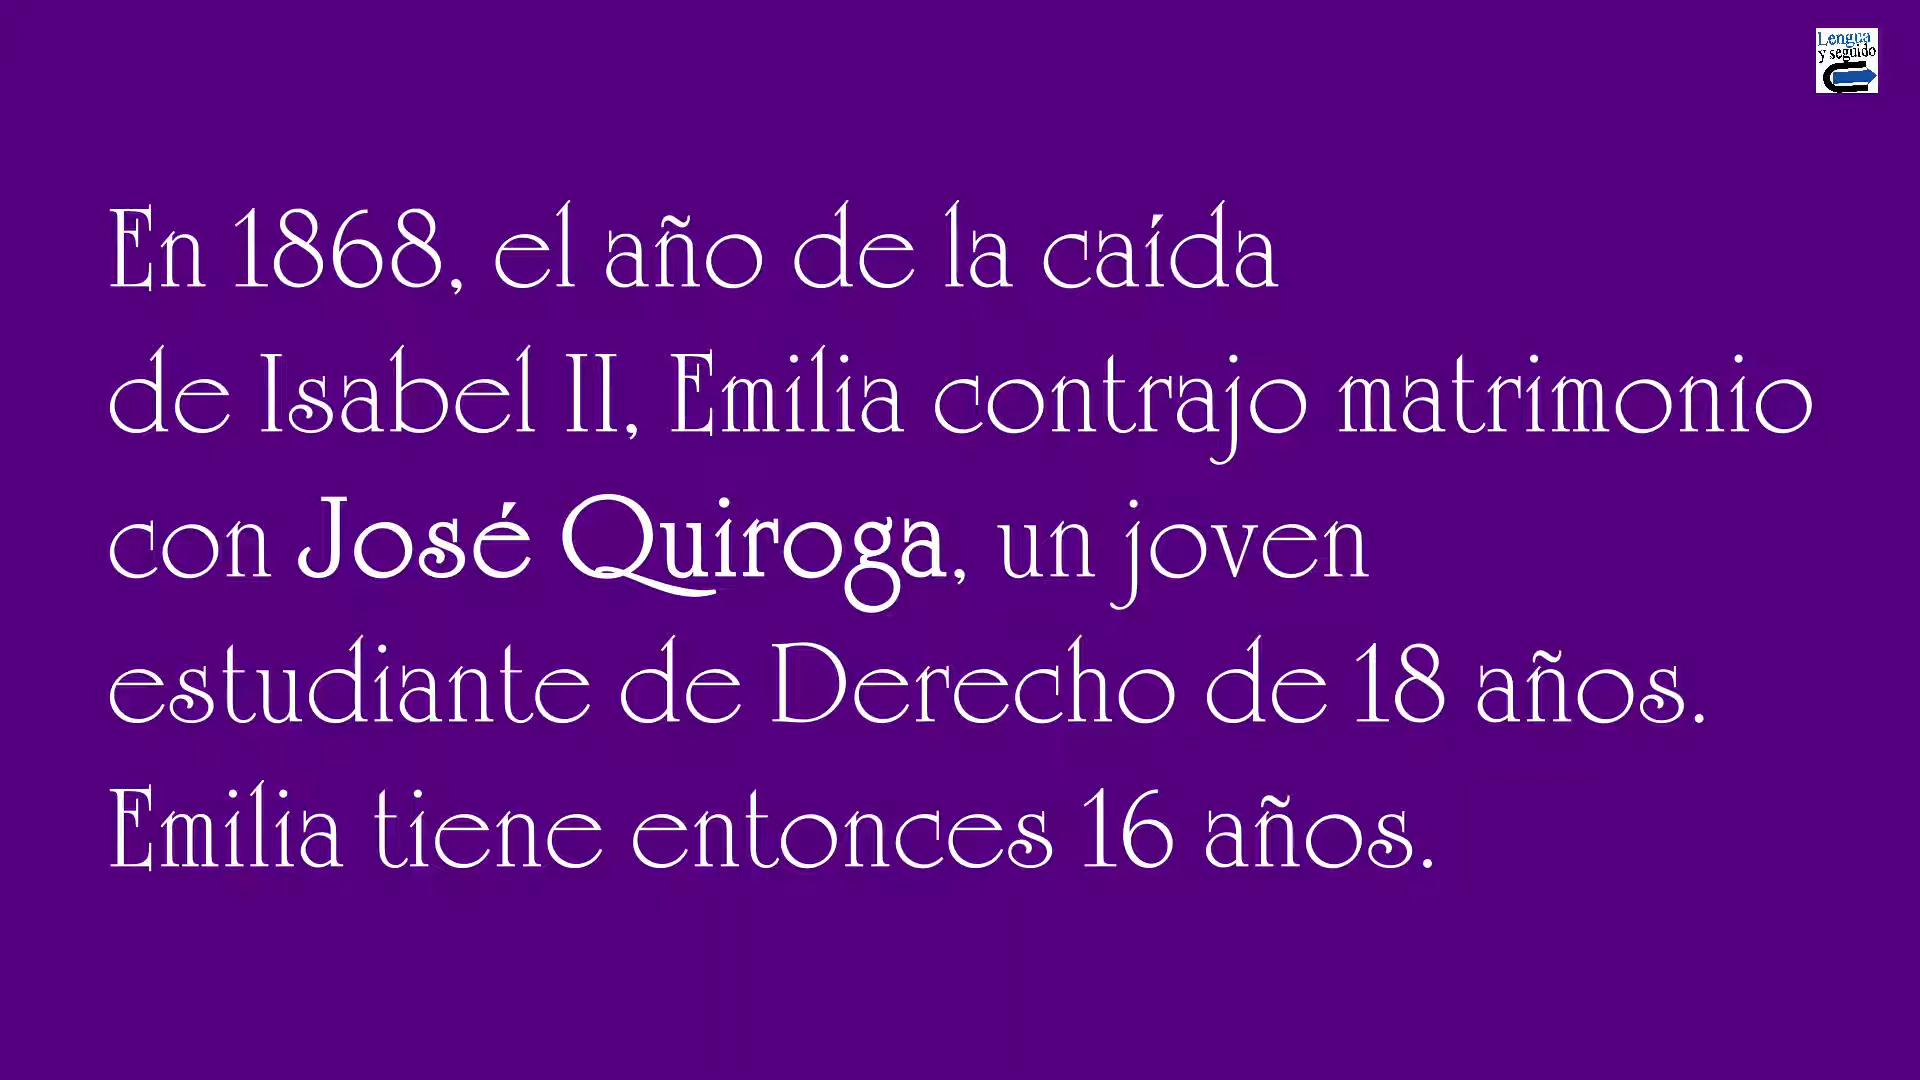 Lengua
y seguido
En 1868, el año de la caída
de Isabel II, Emilia contrajo matrimonio
con José Quiroga, un joven
estudiante de Derecho de 18 años.
Emilia tiene entonces 16 años.